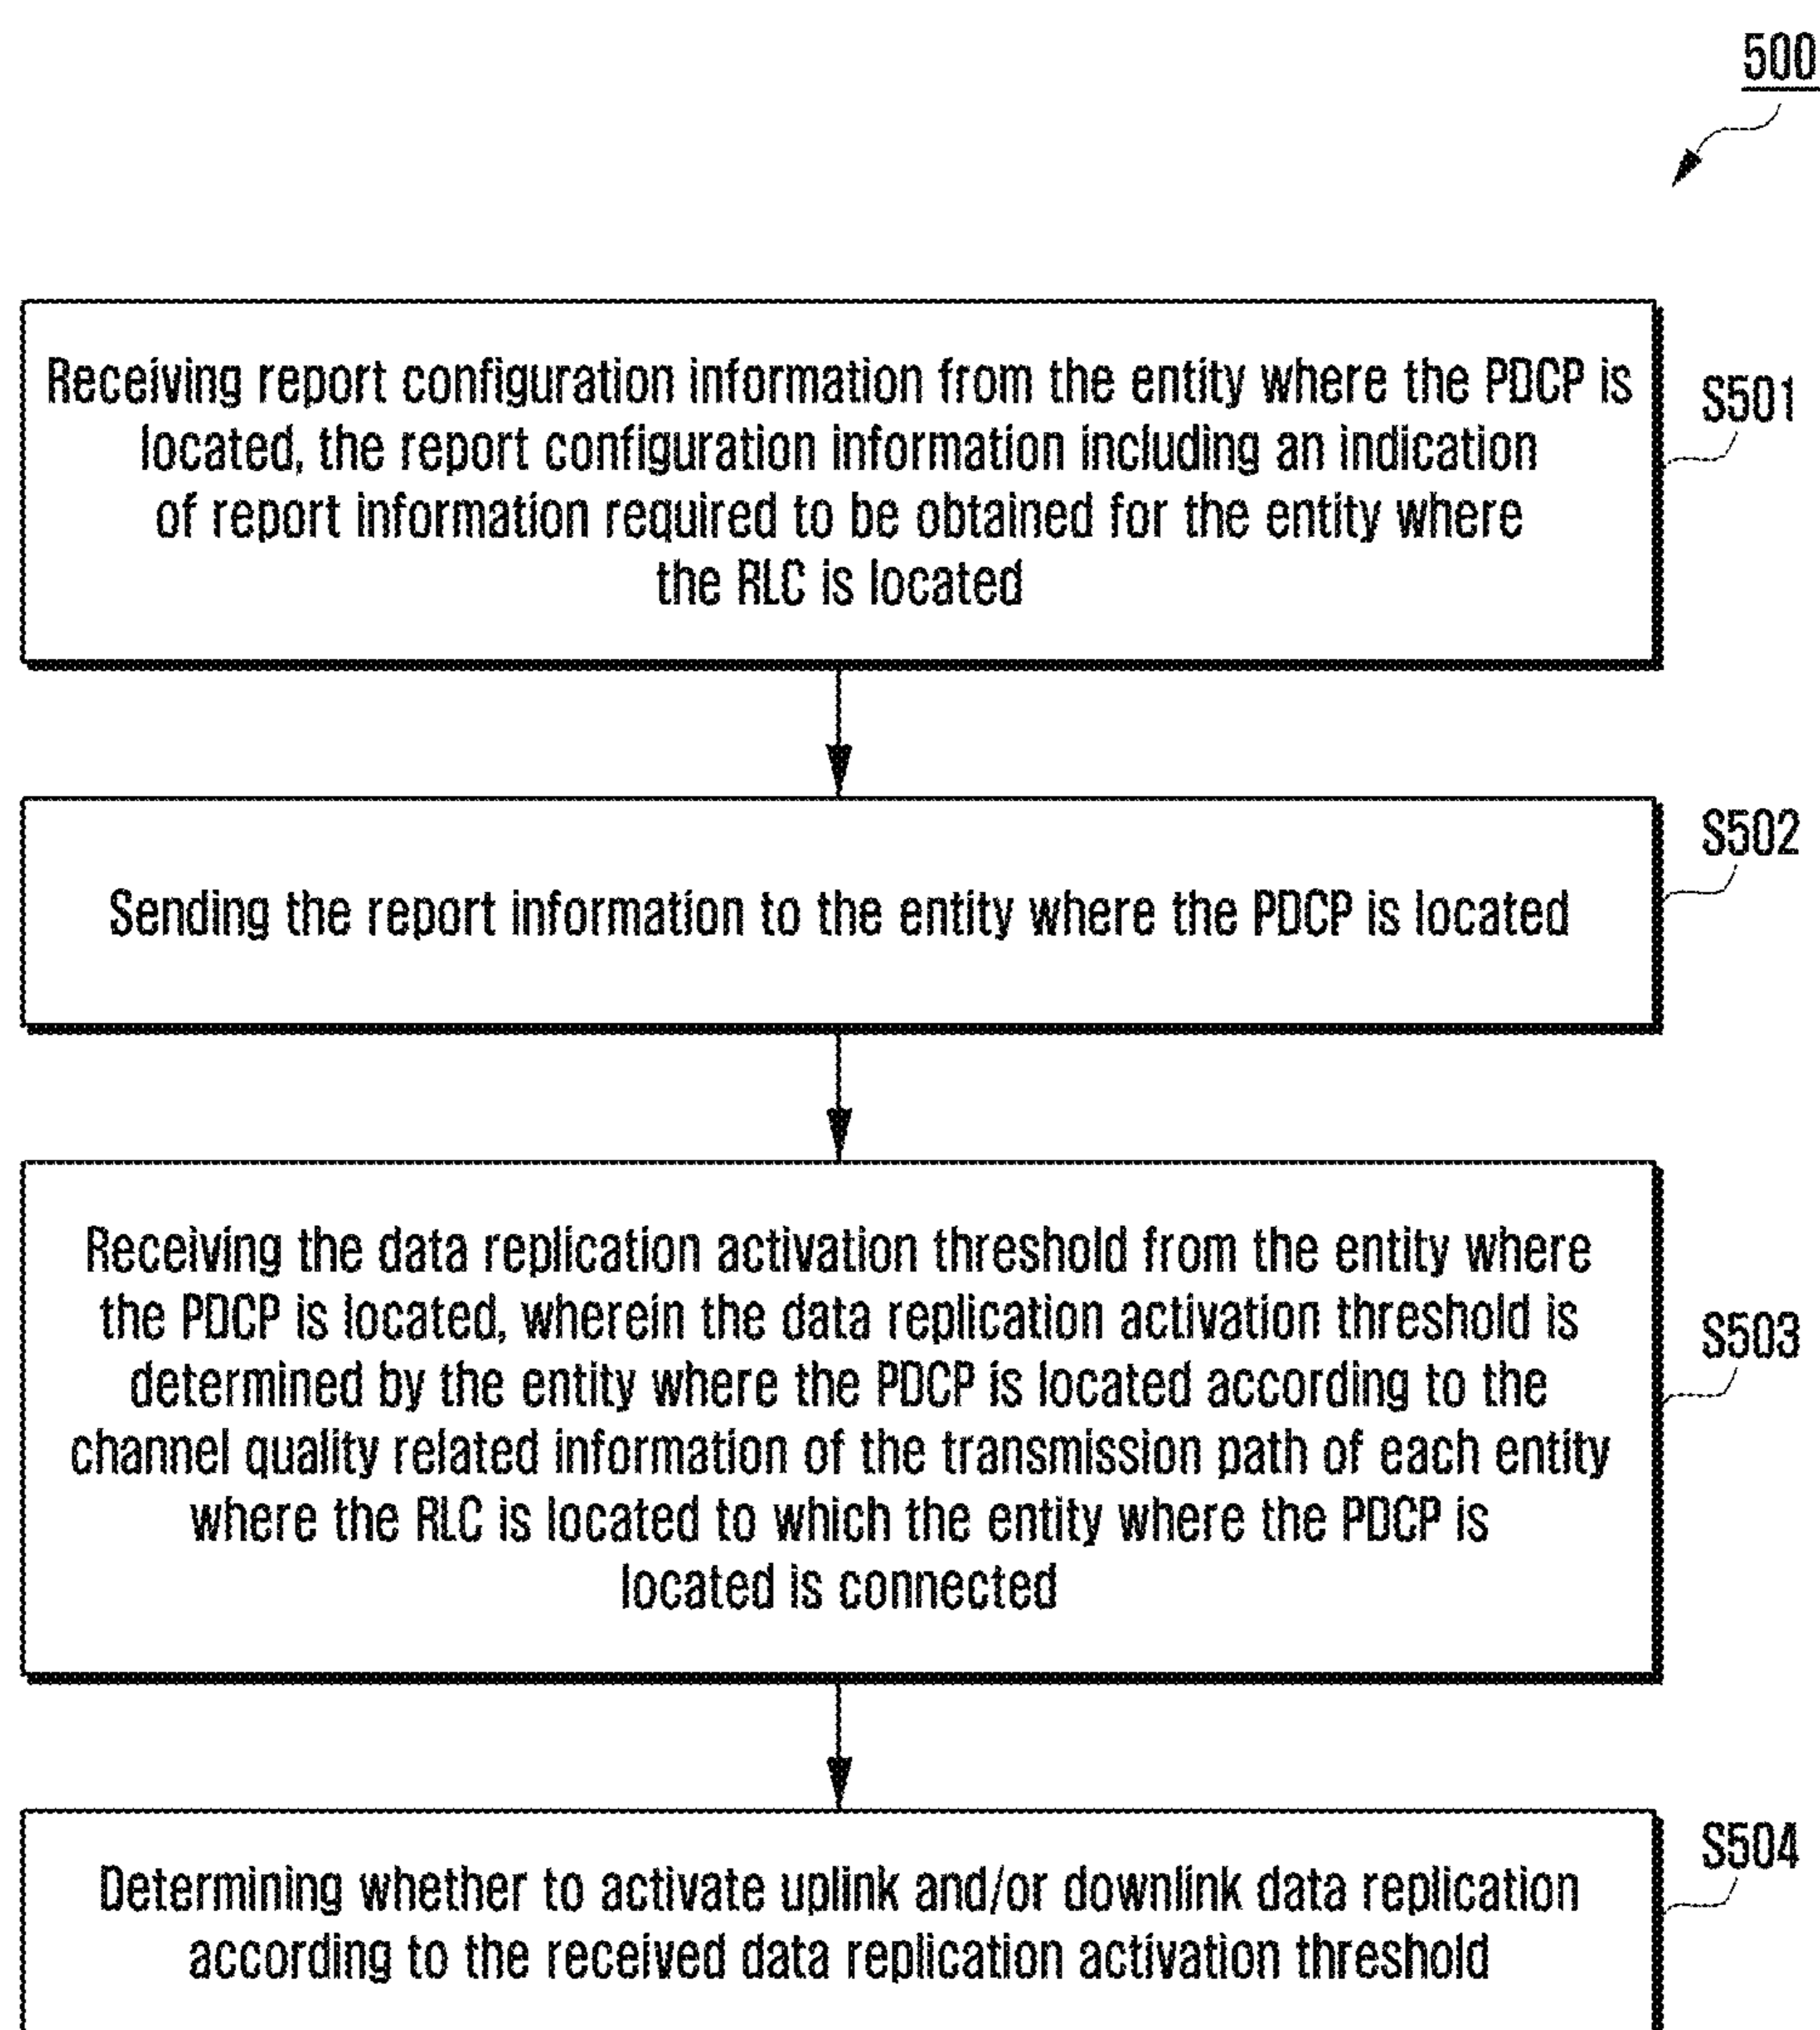 500
Receiving report configuration information from the entity where the PDCP is
located, the report configuration information including an indication
of report information required to be obtained for the entity where
the RLC is located
S501
S502
Sending the report information to the entity where the PDCP is located
Receiving the data replication activation threshold from the entity where
the PDCP is located, wherein the data replication activation threshold is
determined by the entity where the PDCP is located according to the
channel quality related information of the transmission path of each entity
where the RLC is located to which the entity where the PDCP is
located is connected
S503
S504
Determining whether to activate uplink and/or downlink data replication
according to the received data replication activation threshold